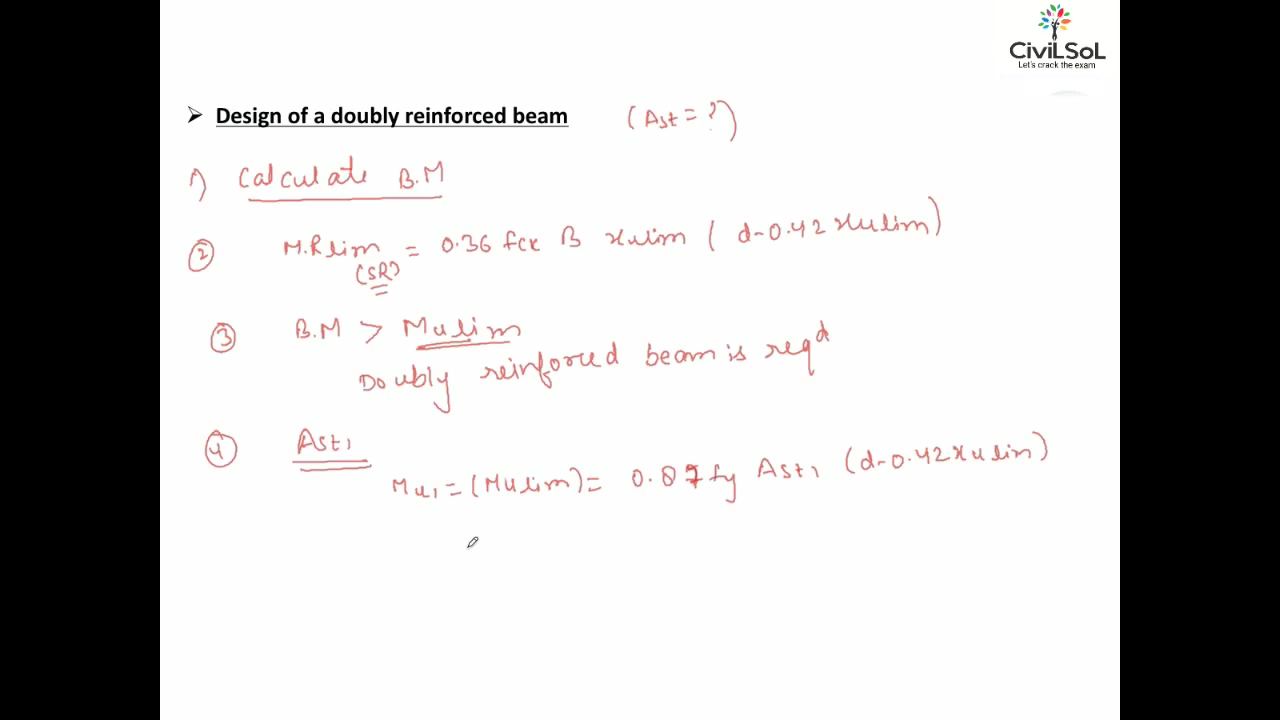 CiviLSoL
Let's crack the exam
➢ Design of a doubly reinforced beam (Ast = ?)
1) Calculate B.M
② M.R lim = 0.36 fck B xulim ( d-0.42 xulim)
(SR)
③ B.M > Mulim
Doubly reinforced beam is reqd
④ Ast1
Mu1 = (Mulim) = 0.87 fy Ast1 (d-0.42 xulim)